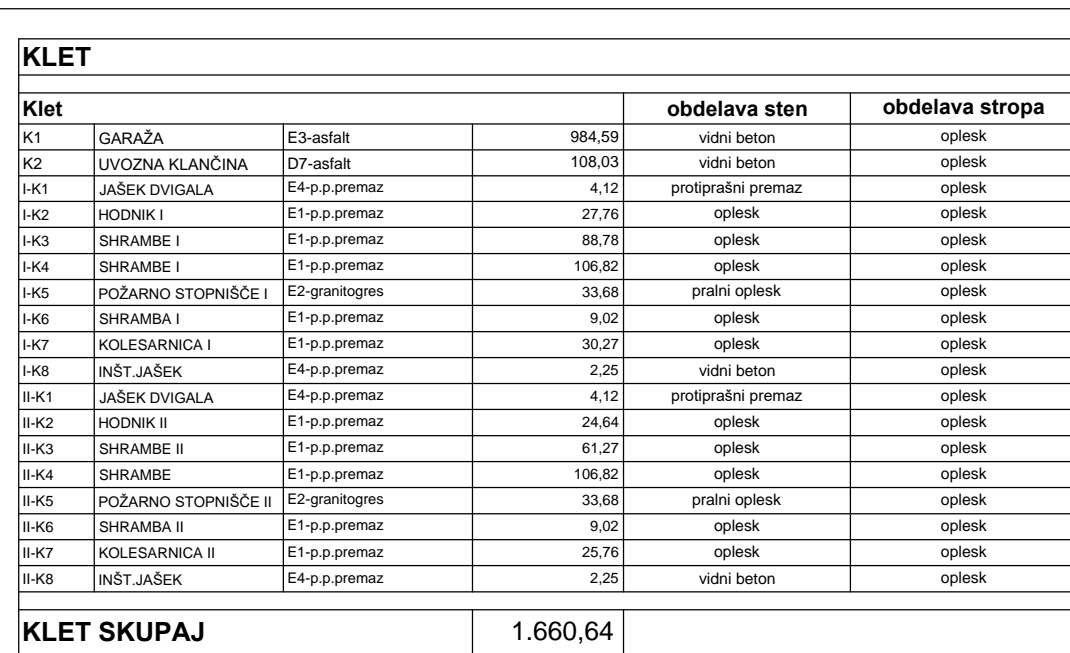 KLET
Klet obdelava sten obdelava stropa
K1 GARAŽA E3-asfalt 984,59 vidni beton oplesk
K2 UVOZNA KLANČINA D7-asfalt 108,03 vidni beton oplesk
I-K1 JAŠEK DVIGALA E4-p.p.premaz 4,12 protiprašni premaz oplesk
I-K2 HODNIK I E1-p.p.premaz 27,76 oplesk oplesk
I-K3 SHRAMBE I E1-p.p.premaz 88,78 oplesk oplesk
I-K4 SHRAMBE I E1-p.p.premaz 106,82 oplesk oplesk
I-K5 POŽARNO STOPNIŠČE I E2-granitogres 33,68 pralni oplesk oplesk
I-K6 SHRAMBA I E1-p.p.premaz 9,02 oplesk oplesk
I-K7 KOLESARNICA I E1-p.p.premaz 30,27 oplesk oplesk
I-K8 INŠT.JAŠEK E4-p.p.premaz 2,25 vidni beton oplesk
II-K1 JAŠEK DVIGALA E4-p.p.premaz 4,12 protiprašni premaz oplesk
II-K2 HODNIK II E1-p.p.premaz 24,64 oplesk oplesk
II-K3 SHRAMBE II E1-p.p.premaz 61,27 oplesk oplesk
II-K4 SHRAMBE E1-p.p.premaz 106,82 oplesk oplesk
II-K5 POŽARNO STOPNIŠČE II E2-granitogres 33,68 pralni oplesk oplesk
II-K6 SHRAMBA II E1-p.p.premaz 9,02 oplesk oplesk
II-K7 KOLESARNICA II E1-p.p.premaz 25,76 oplesk oplesk
II-K8 INŠT.JAŠEK E4-p.p.premaz 2,25 vidni beton oplesk
KLET SKUPAJ 1.660,64